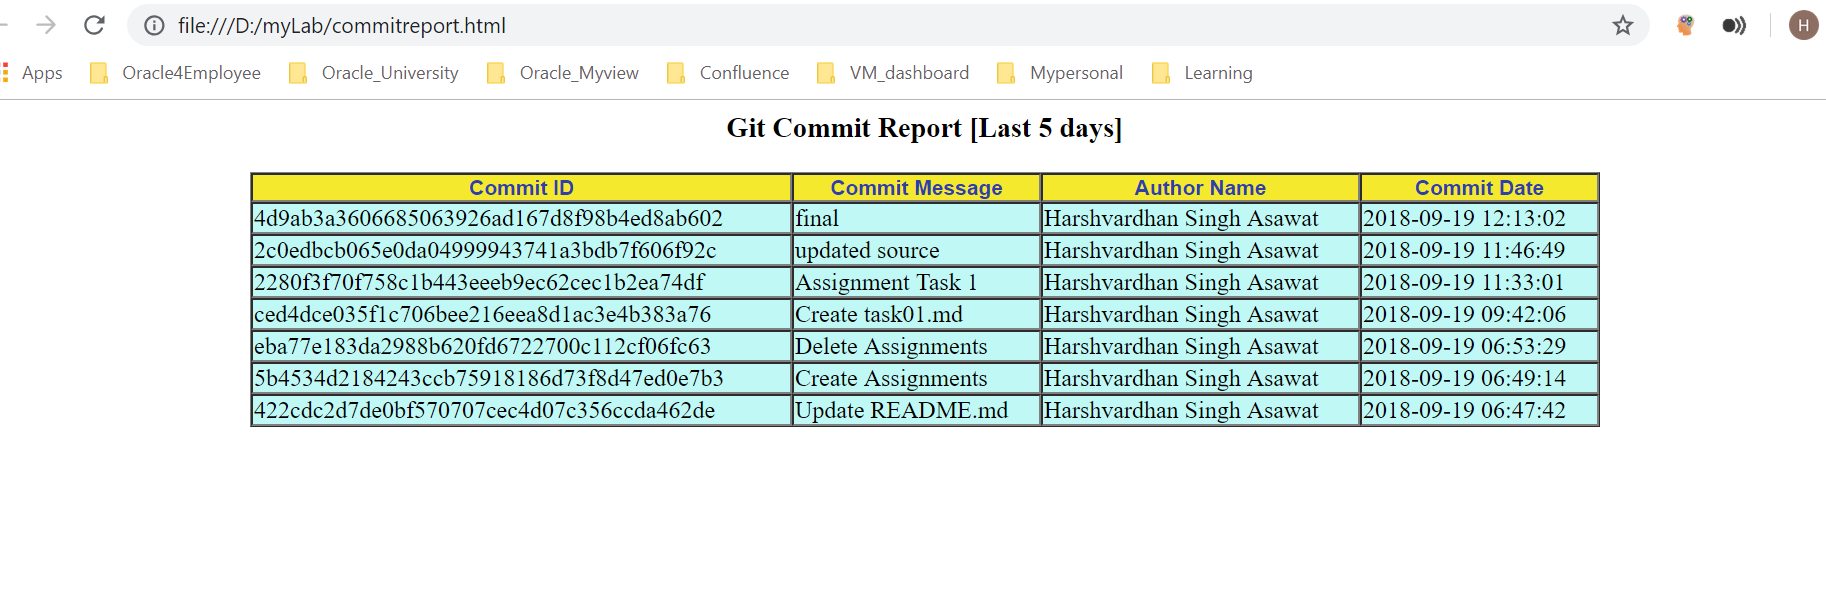 file:///D:/myLab/commitreport.html
H
Apps Oracle4Employee Oracle_University Oracle_Myview Confluence VM_dashboard Mypersonal Learning
Git Commit Report [Last 5 days]
Commit ID Commit Message Author Name Commit Date
4d9ab3a3606685063926ad167d8f98b4ed8ab602 final Harshvardhan Singh Asawat 2018-09-19 12:13:02
2c0edbcb065e0da04999943741a3bdb7f606f92c updated source Harshvardhan Singh Asawat 2018-09-19 11:46:49
2280f3f70f758c1b443eeeb9ec62cec1b2ea74df Assignment Task 1 Harshvardhan Singh Asawat 2018-09-19 11:33:01
ced4dce035f1c706bee216eea8d1ac3e4b383a76 Create task01.md Harshvardhan Singh Asawat 2018-09-19 09:42:06
eba77e183da2988b620fd6722700c112cf06fc63 Delete Assignments Harshvardhan Singh Asawat 2018-09-19 06:53:29
5b4534d2184243ccb75918186d73f8d47ed0e7b3 Create Assignments Harshvardhan Singh Asawat 2018-09-19 06:49:14
422cdc2d7de0bf570707cec4d07c356ccda462de Update README.md Harshvardhan Singh Asawat 2018-09-19 06:47:42